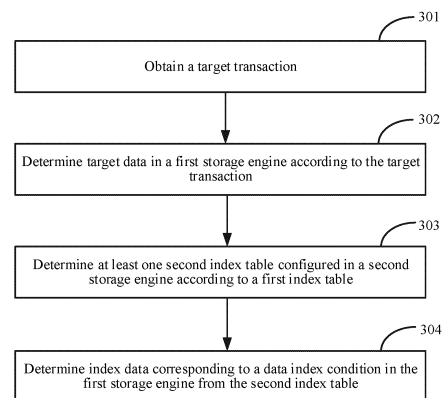 301
Obtain a target transaction
302
Determine target data in a first storage engine according to the target
transaction
303
Determine at least one second index table configured in a second
storage engine according to a first index table
304
Determine index data corresponding to a data index condition in the
first storage engine from the second index table